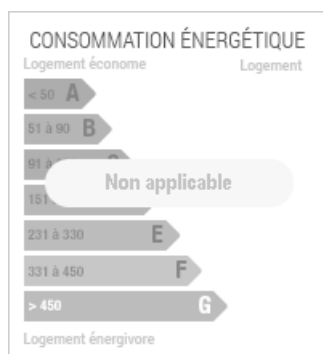 CONSOMMATION ÉNERGÉTIQUE
Logement économe Logement
< 50 A
51 à 90 B
91 à
Non applicable
151
231 à 330 E
331 à 450 F
> 450 G
Logement énergivore